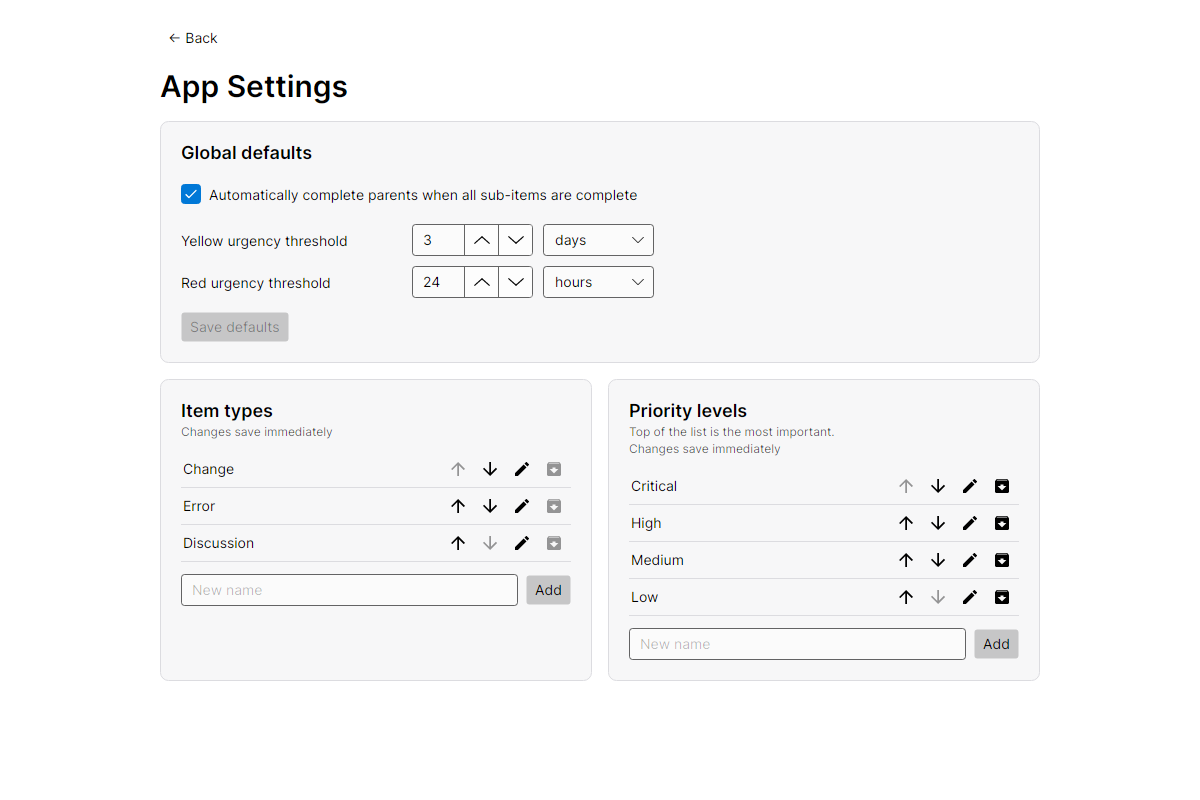 ← Back
App Settings
Global defaults
Automatically complete parents when all sub-items are complete
Yellow urgency threshold 3 days
Red urgency threshold 24 hours
Save defaults
Item types
Changes save immediately
Change
Error
Discussion
New name Add
Priority levels
Top of the list is the most important.
Changes save immediately
Critical
High
Medium
Low
New name Add